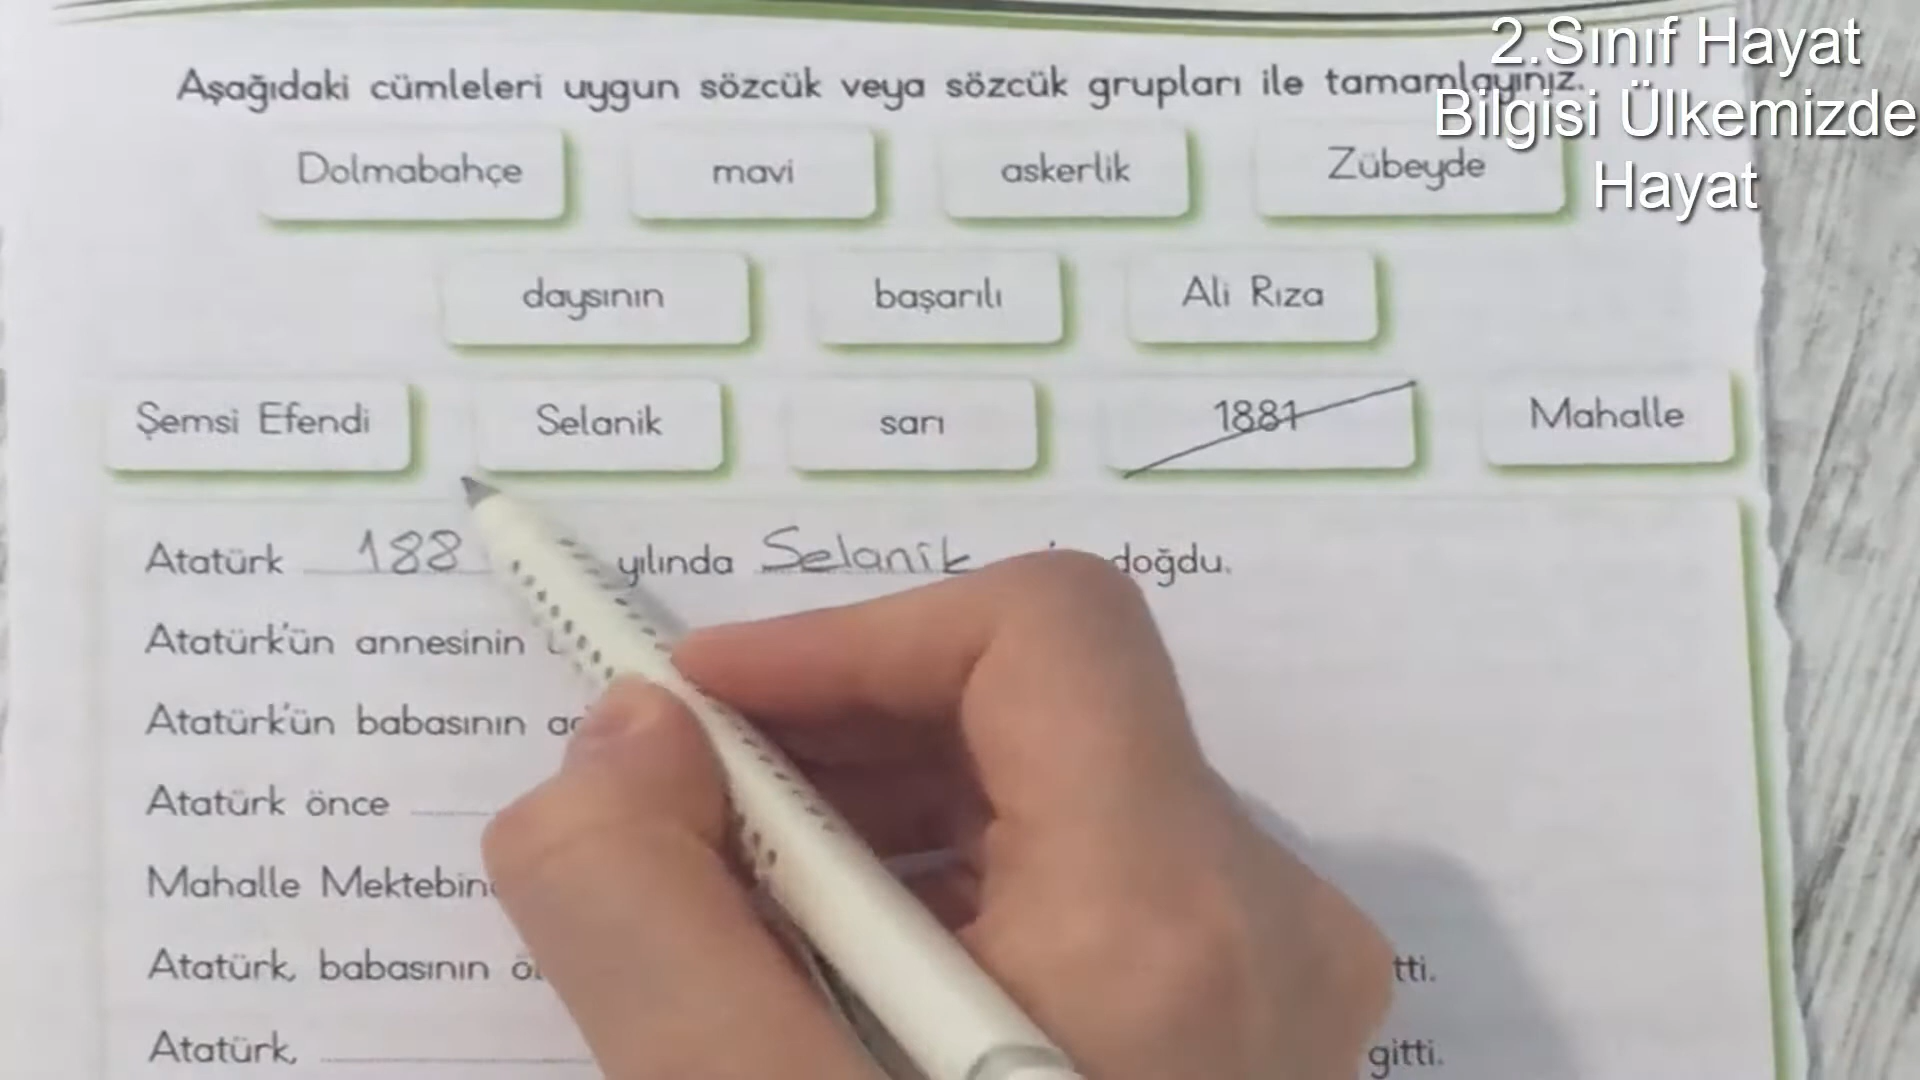 2.Sınıf Hayat
Bilgisi Ülkemizde
Hayat
Aşağıdaki cümleleri uygun sözcük veya sözcük grupları ile tamamlayınız.
Dolmabahçe mavi askerlik Zübeyde
daysının başarılı Ali Rıza
Şemsi Efendi Selanik sarı 1881 Mahalle
Atatürk 188 yılında Selanik doğdu.
Atatürk'ün annesinin
Atatürk'ün babasının
Atatürk önce
Mahalle
Atatürk, babasının
Atatürk, gitti.